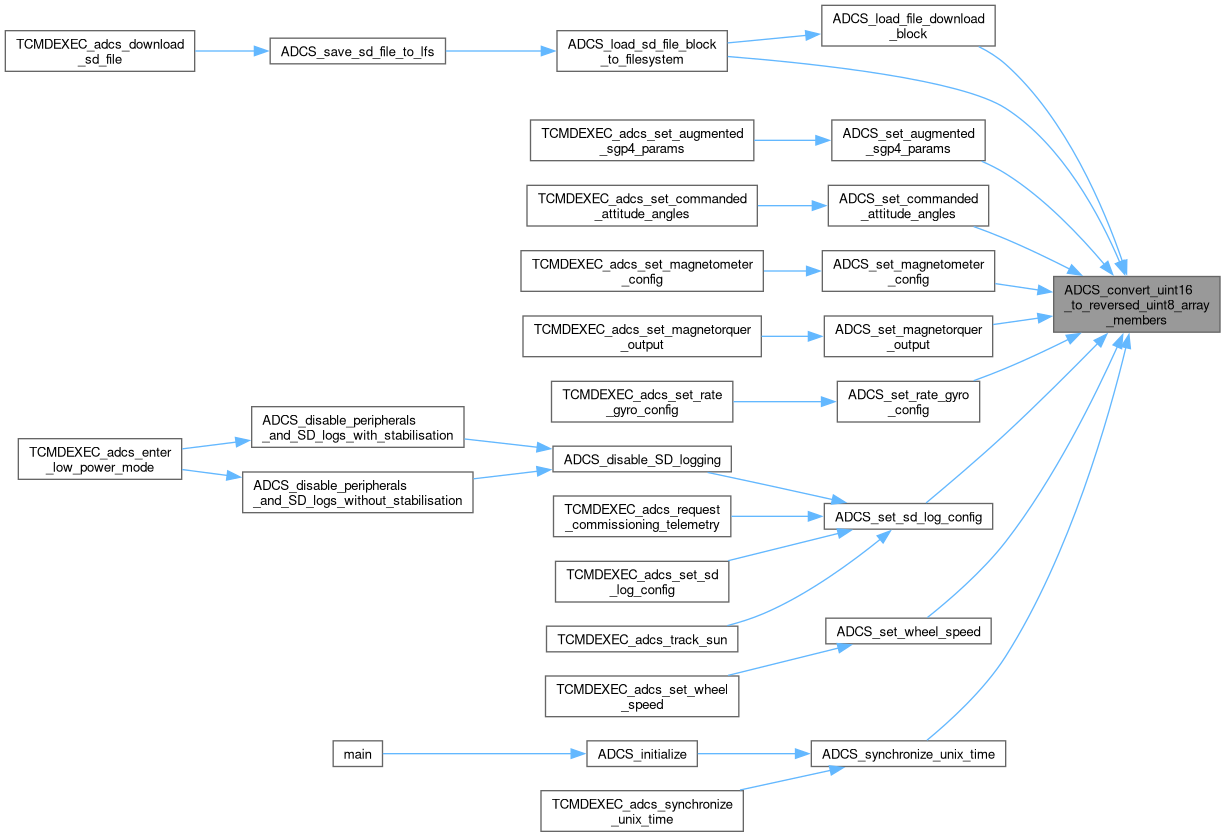 ADCS_load_file_download
_block
TCMDEXEC_adcs_download
_sd_file
ADCS_save_sd_file_to_lfs
ADCS_load_sd_file_block
_to_filesystem
TCMDEXEC_adcs_set_augmented
_sgp4_params
ADCS_set_augmented
_sgp4_params
TCMDEXEC_adcs_set_commanded
_attitude_angles
ADCS_set_commanded
_attitude_angles
TCMDEXEC_adcs_set_magnetometer
_config
ADCS_set_magnetometer
_config
ADCS_convert_uint16
_to_reversed_uint8_array
_members
TCMDEXEC_adcs_set_magnetorquer
_output
ADCS_set_magnetorquer
_output
TCMDEXEC_adcs_set_rate
_gyro_config
ADCS_set_rate_gyro
_config
ADCS_disable_peripherals
_and_SD_logs_with_stabilisation
TCMDEXEC_adcs_enter
_low_power_mode
ADCS_disable_SD_logging
ADCS_disable_peripherals
_and_SD_logs_without_stabilisation
TCMDEXEC_adcs_request
_commissioning_telemetry
ADCS_set_sd_log_config
TCMDEXEC_adcs_set_sd
_log_config
TCMDEXEC_adcs_track_sun
ADCS_set_wheel_speed
TCMDEXEC_adcs_set_wheel
_speed
main
ADCS_initialize
ADCS_synchronize_unix_time
TCMDEXEC_adcs_synchronize
_unix_time